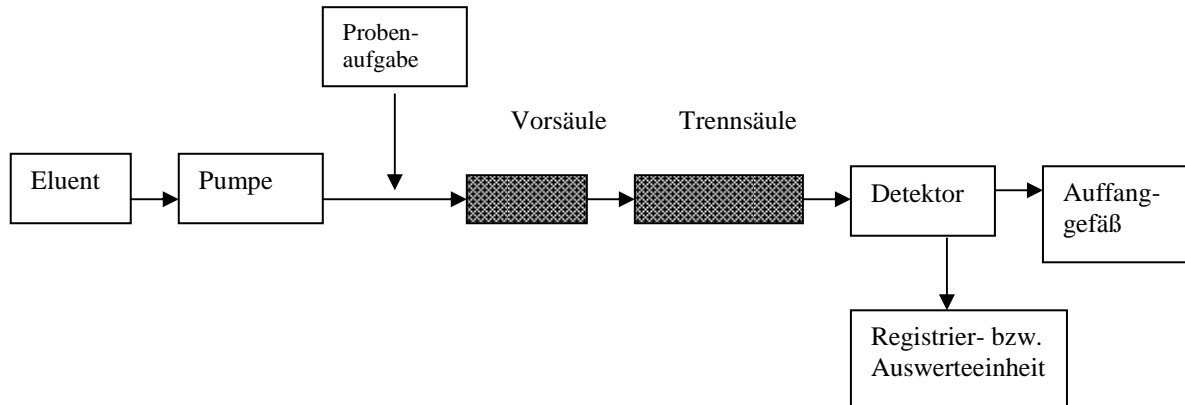 Proben-
aufgabe
Vorsäule
Trennsäule
Eluent
Pumpe
Detektor
Auffang-
gefäß
Registrier- bzw.
Auswerteeinheit